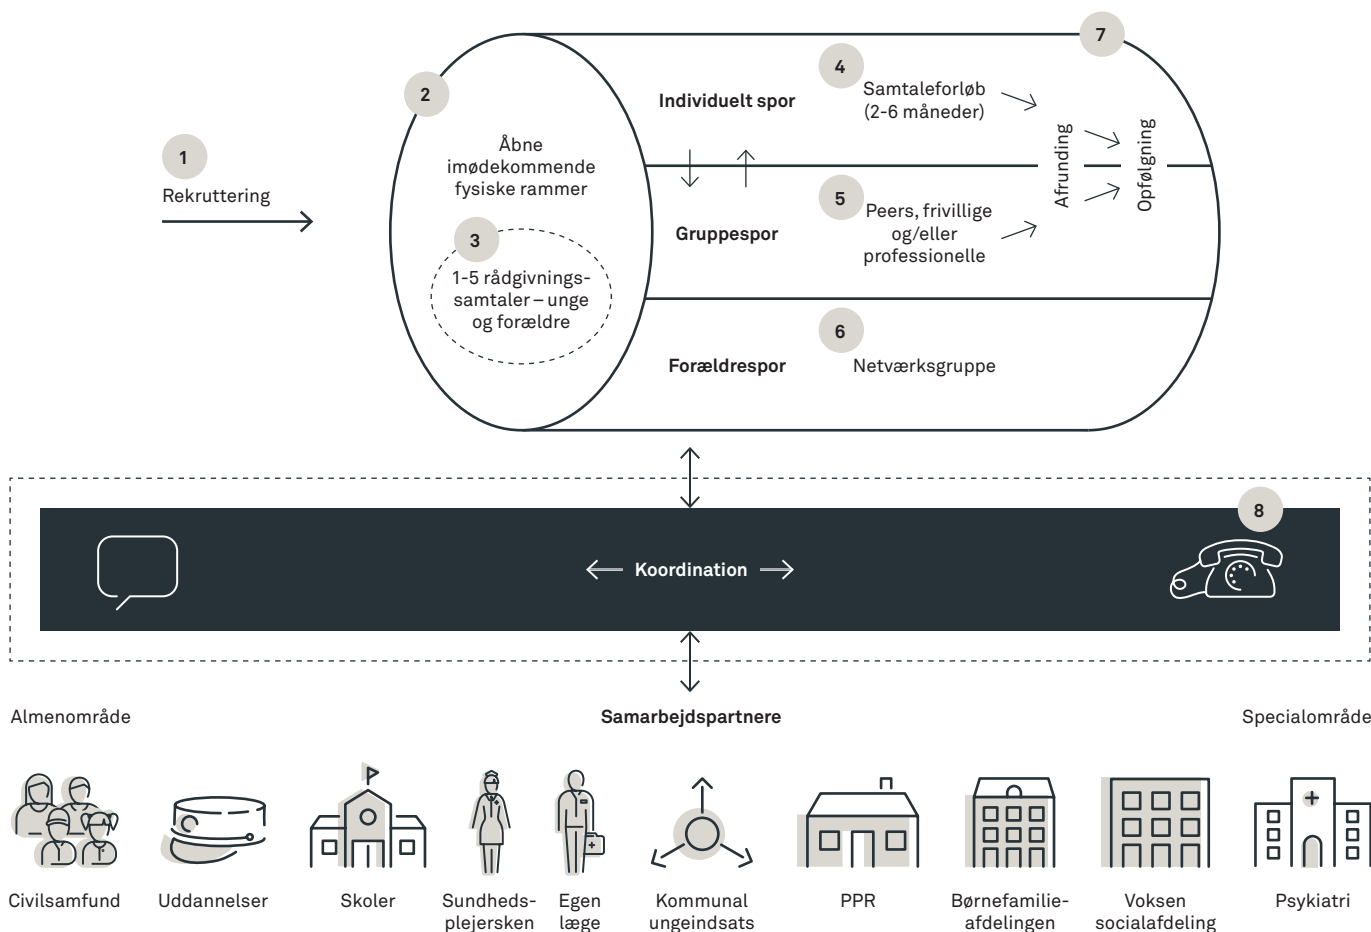 1
Rekruttering
2
Åbne
imødekommende
fysiske rammer
3
1-5 rådgivnings-
samtaler – unge
og forældre
Individuelt spor
4
Samtaleforløb
(2-6 måneder)
Gruppespor
5
Peers, frivillige
og/eller
professionelle
Afrunding
Opfølgning
7
Forældrespor
6
Netværksgruppe
8
Koordination
Almenområde
Samarbejdspartnere
Specialområde
Civilsamfund
Uddannelser
Skoler
Sundheds-
plejersken
Egen
læge
Kommunal
ungeindsats
PPR
Børnefamilie-
afdelingen
Voksen
socialafdeling
Psykiatri